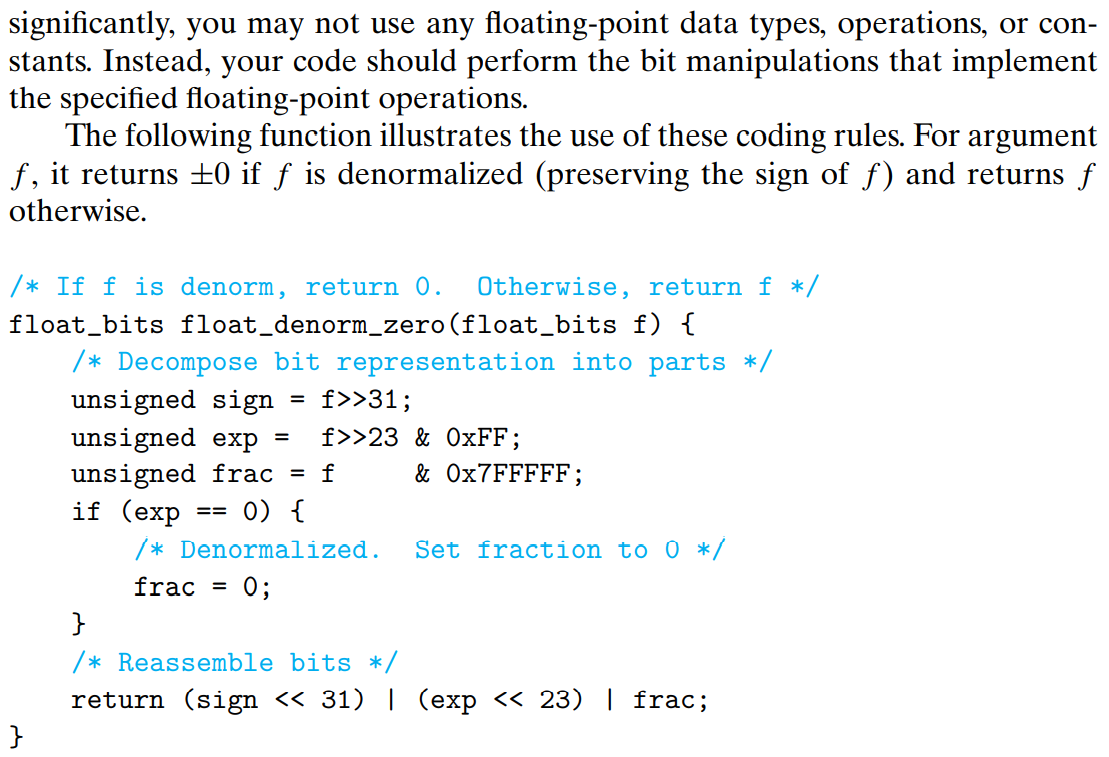 significantly, you may not use any floating-point data types, operations, or con-
stants. Instead, your code should perform the bit manipulations that implement
the specified floating-point operations.
The following function illustrates the use of these coding rules. For argument
f, it returns ±0 if f is denormalized (preserving the sign of f) and returns f
otherwise.
/* If f is denorm, return 0.  Otherwise, return f */
float_bits float_denorm_zero(float_bits f) {
    /* Decompose bit representation into parts */
    unsigned sign = f>>31;
    unsigned exp =  f>>23 & 0xFF;
    unsigned frac = f     & 0x7FFFFF;
    if (exp == 0) {
        /* Denormalized.  Set fraction to 0 */
        frac = 0;
    }
    /* Reassemble bits */
    return (sign << 31) | (exp << 23) | frac;
}